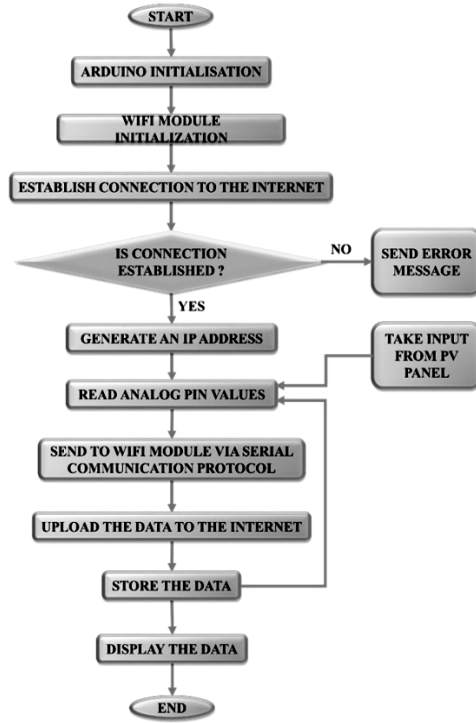 START
ARDUINO INITIALISATION
WIFI MODULE
INITIALIZATION
ESTABLISH CONNECTION TO THE INTERNET
IS CONNECTION
ESTABLISHED ?
NO
SEND ERROR
MESSAGE
YES
GENERATE AN IP ADDRESS
TAKE INPUT
FROM PV
PANEL
READ ANALOG PIN VALUES
SEND TO WIFI MODULE VIA SERIAL
COMMUNICATION PROTOCOL
UPLOAD THE DATA TO THE INTERNET
STORE THE DATA
DISPLAY THE DATA
END